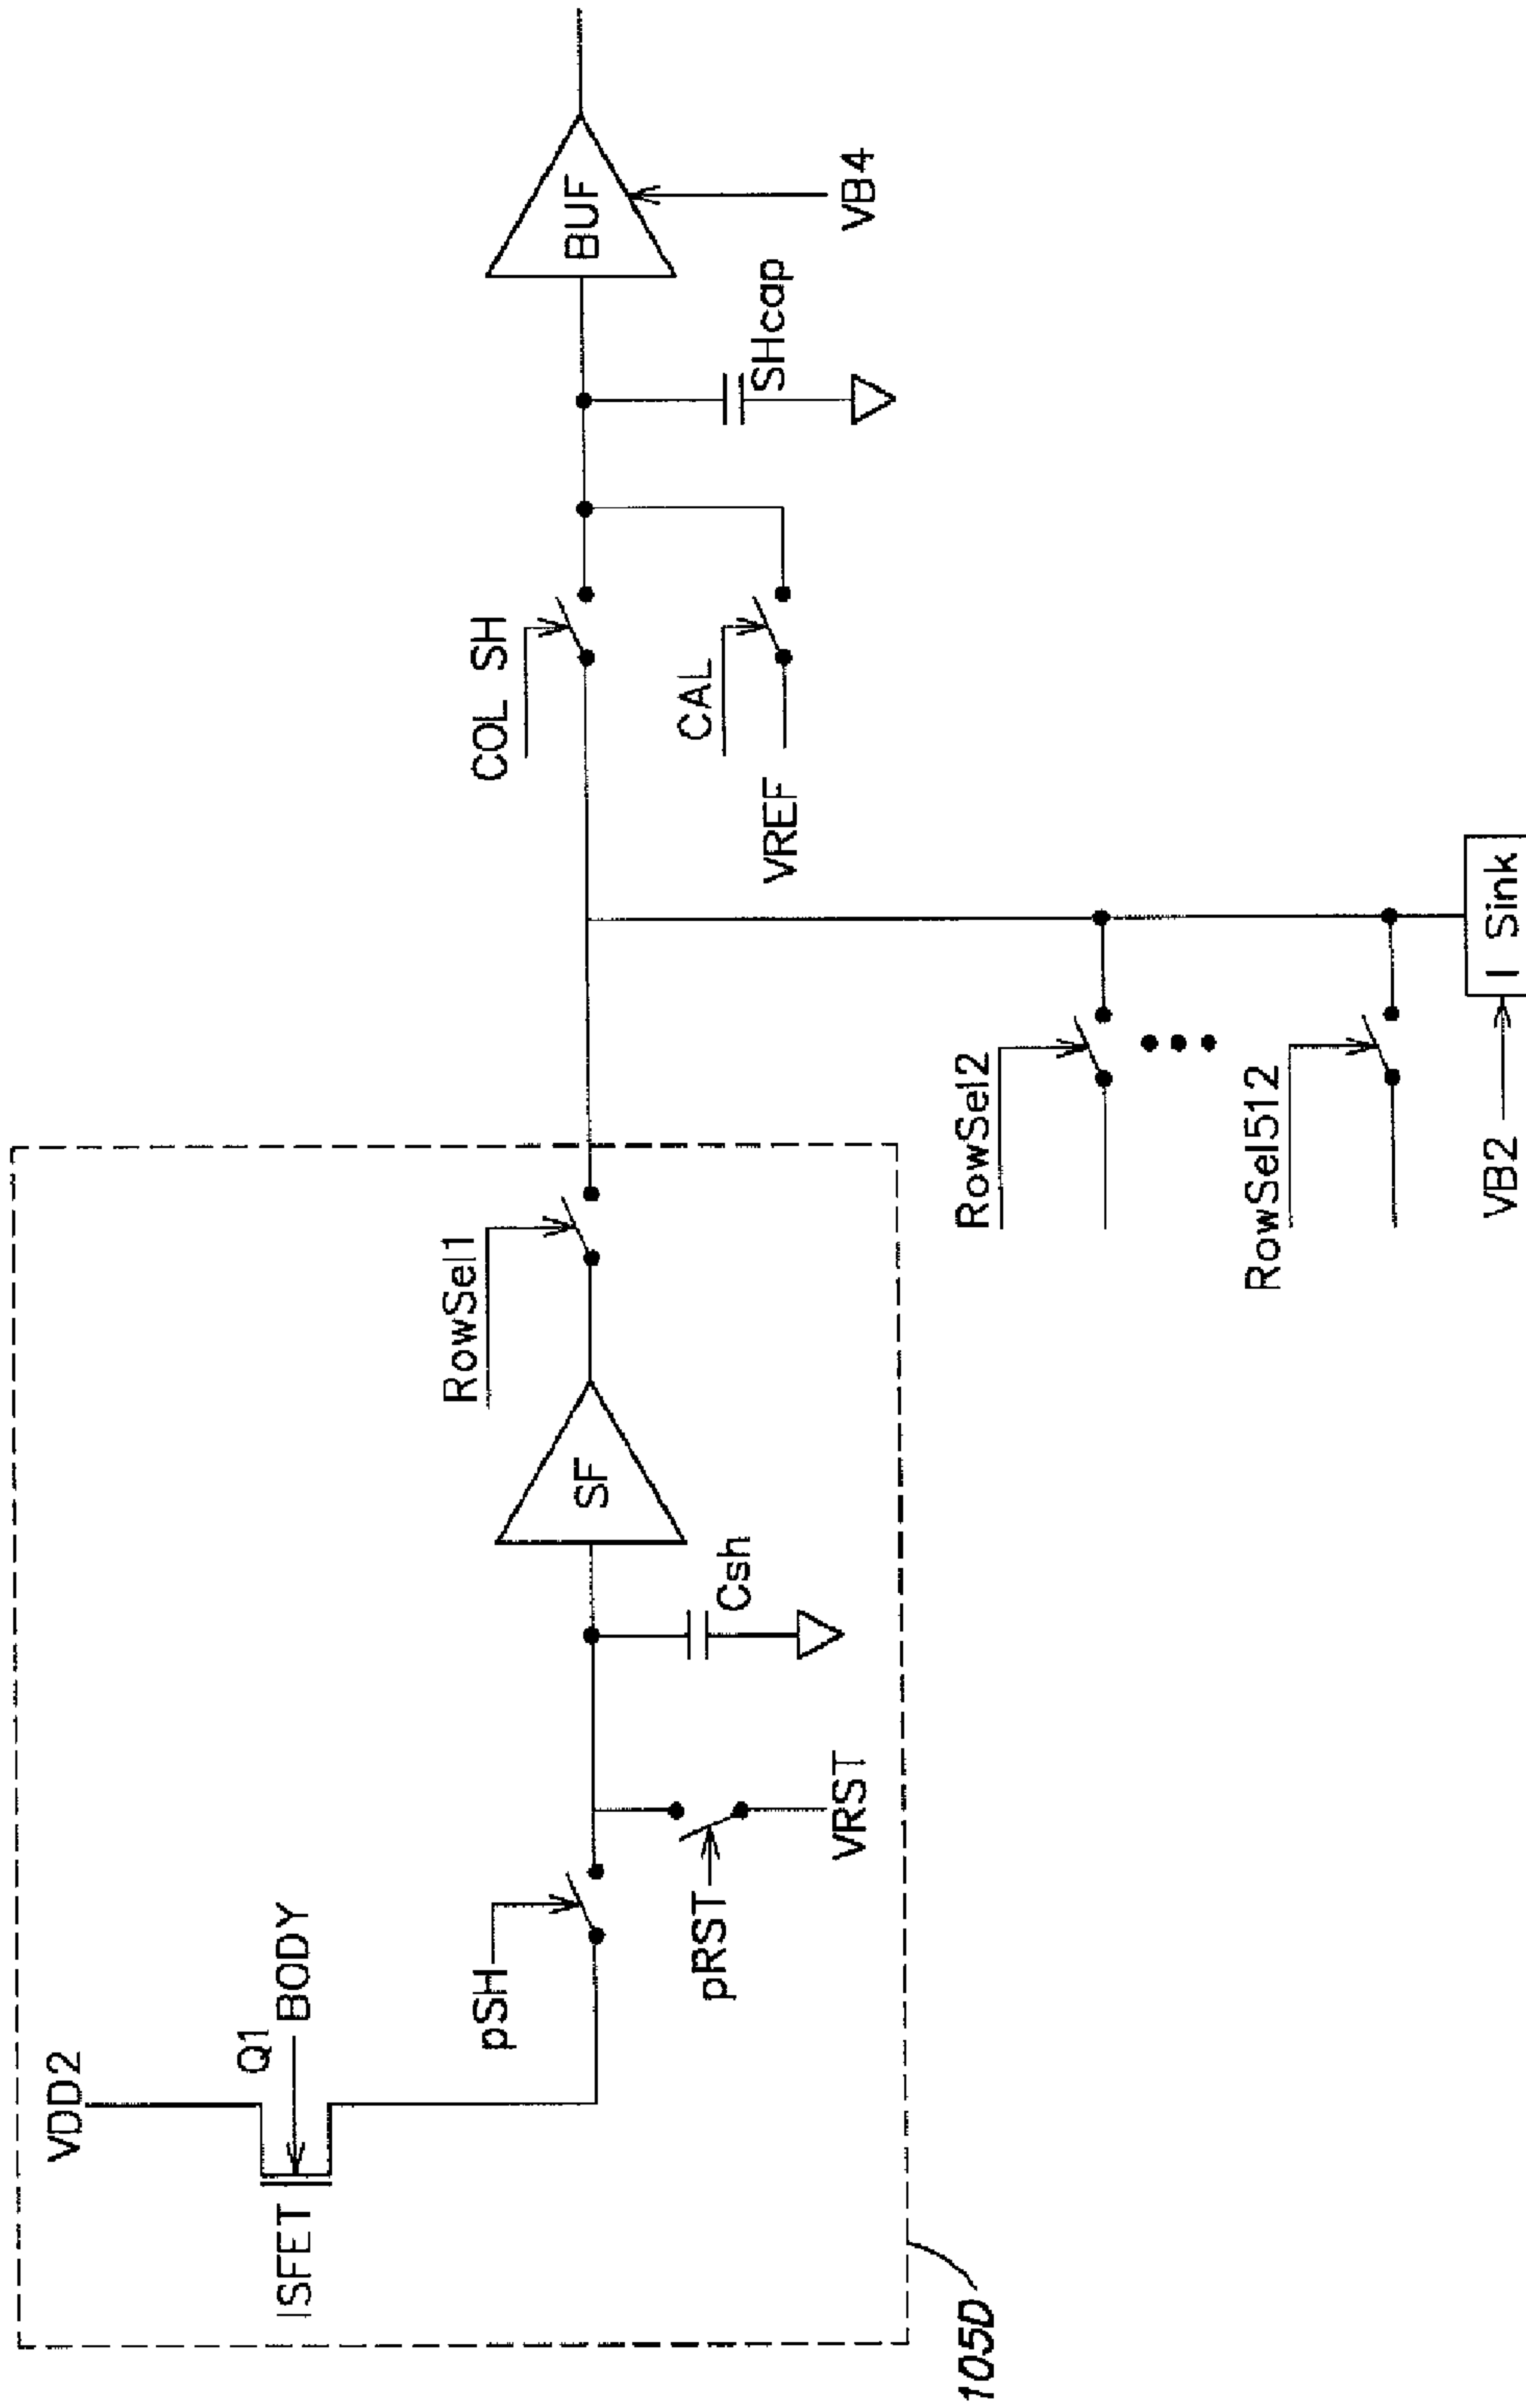 VDD2
Q1
BODY
ISFET
pSH
pRST
VRST
Csh
SF
RowSel1
RowSel2
RowSel512
VB2
I Sink
COL SH
CAL
VREF
SHcap
BUF
VB4
105D